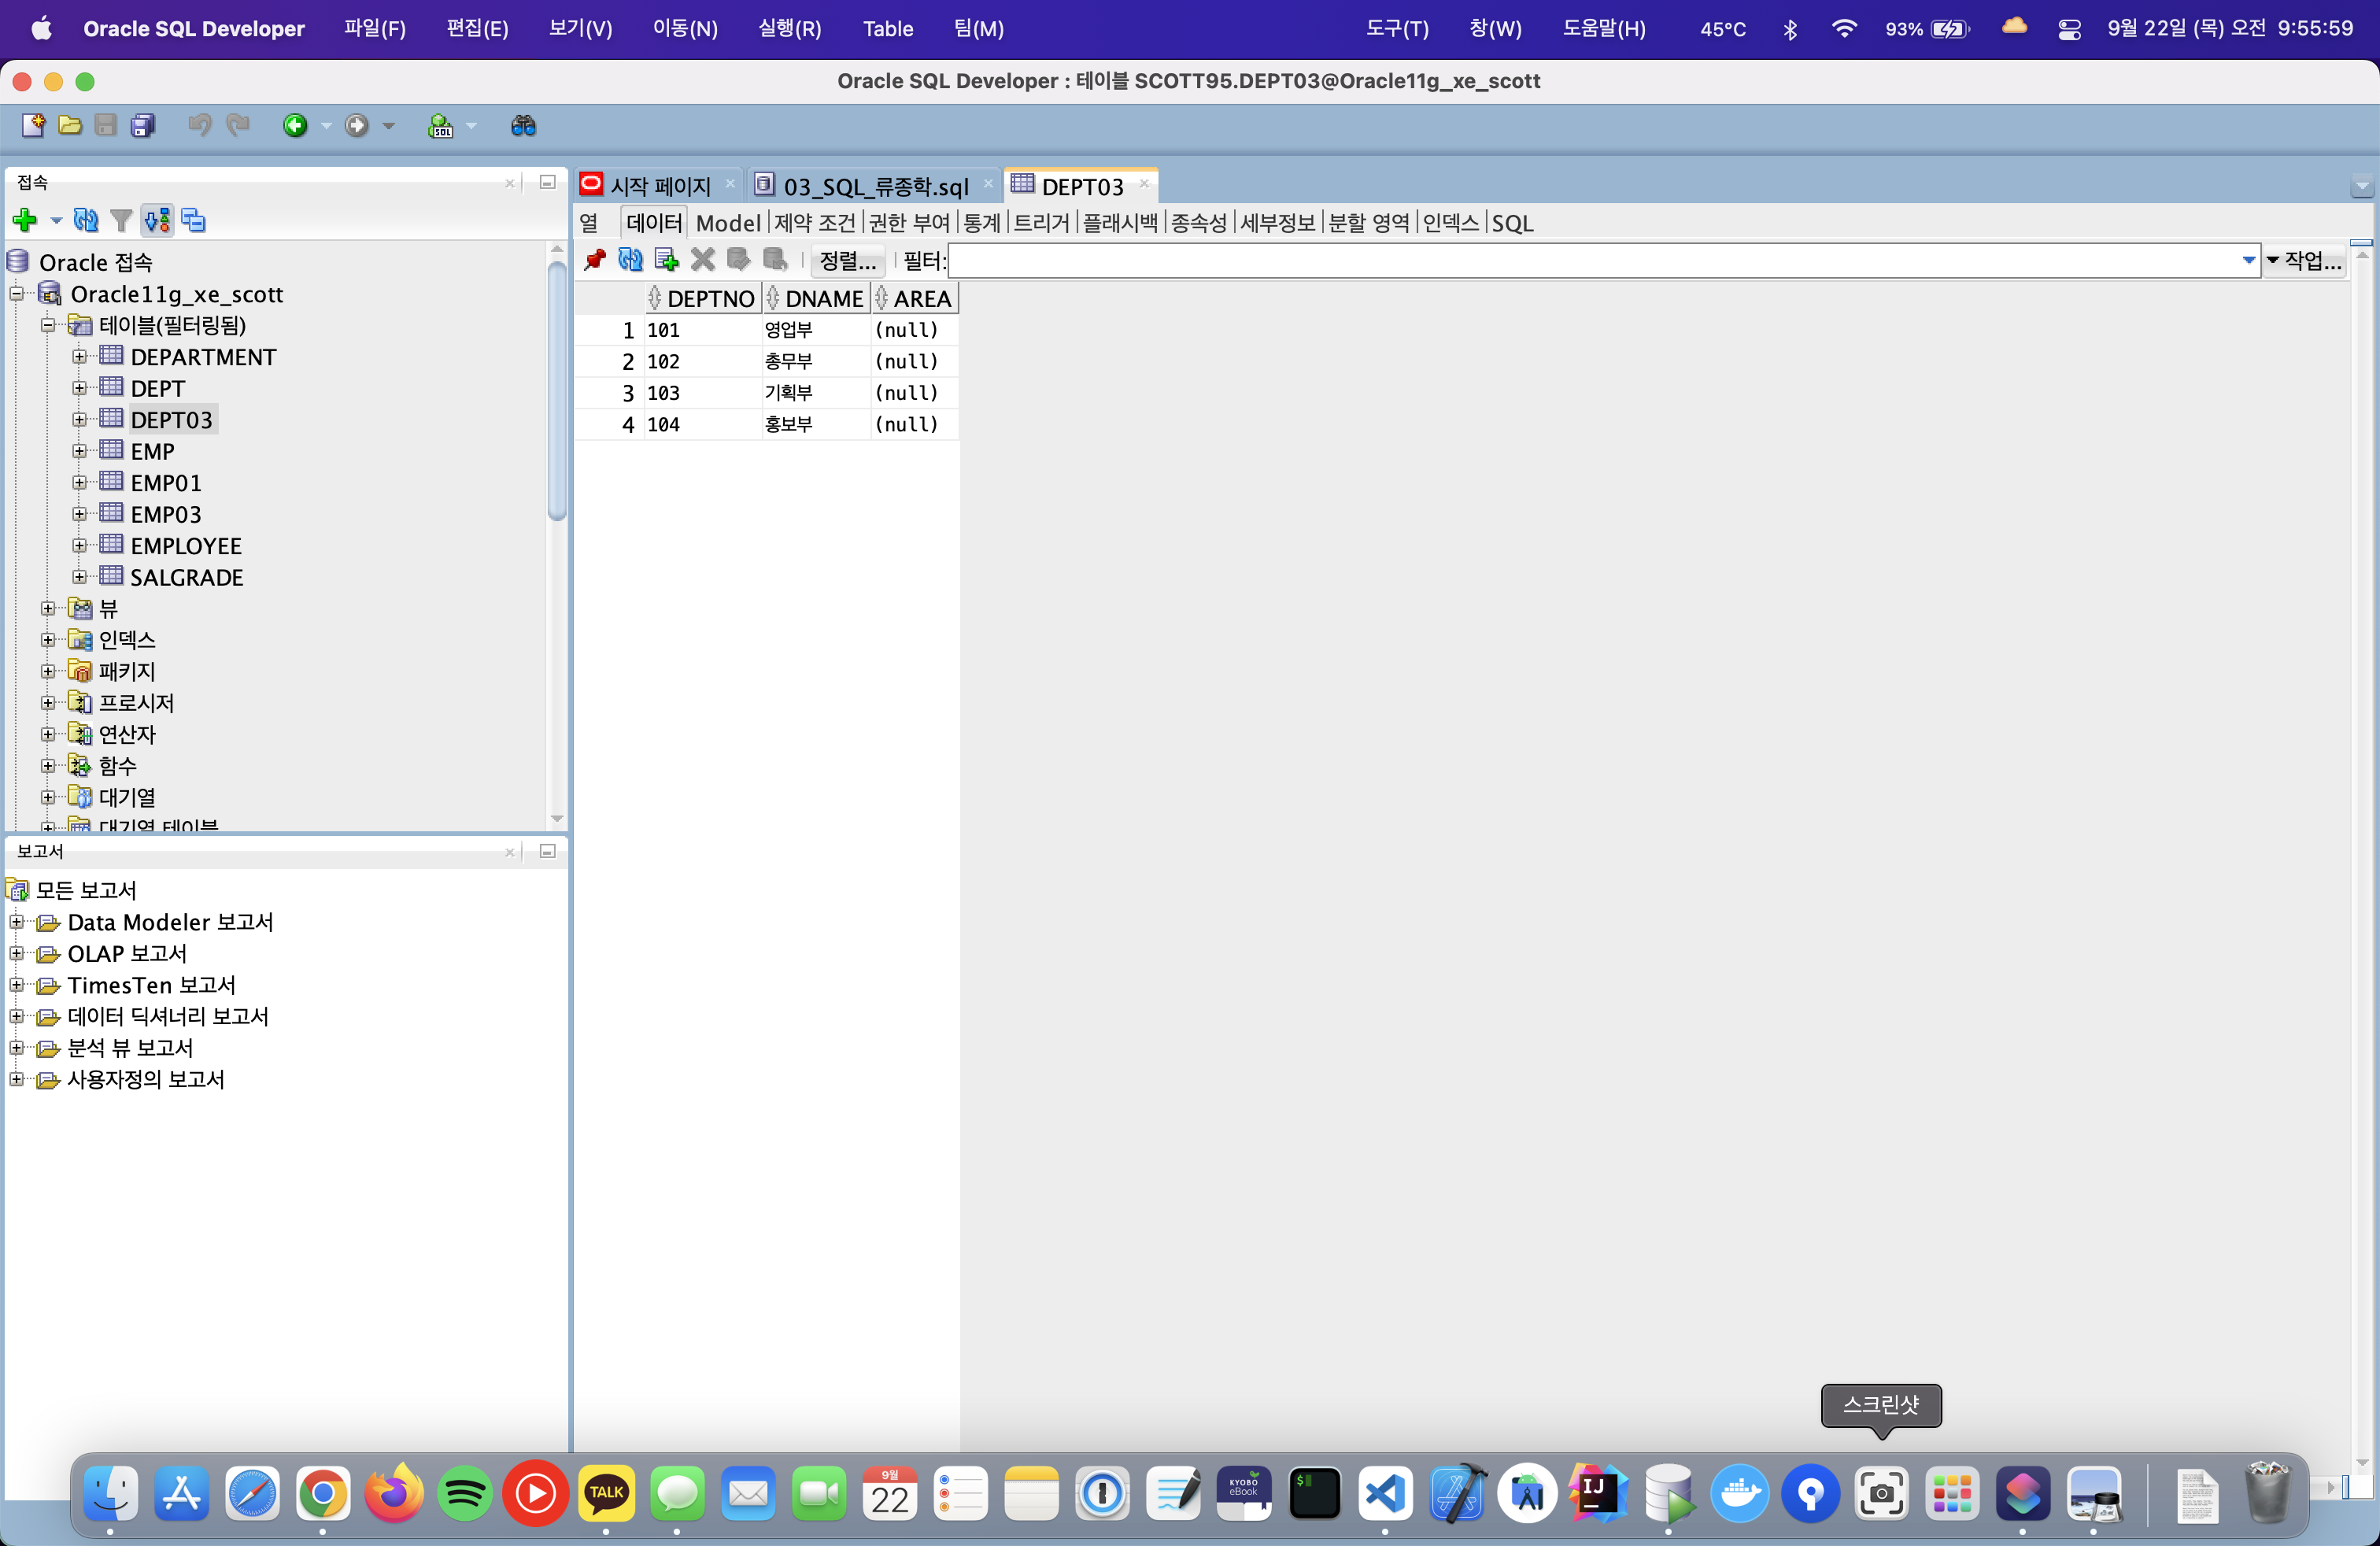 Oracle SQL Developer 파일(F) 편집(E) 보기(V) 이동(N) 실행(R) Table 팀(M) 도구(T) 창(W) 도움말(H) 45°C 93% 9월 22일 (목) 오전 9:55:59
Oracle SQL Developer : 테이블 SCOTT95.DEPT03@Oracle11g_xe_scott
SQL
접속
Oracle 접속
Oracle11g_xe_scott
테이블(필터링됨)
DEPARTMENT
DEPT
DEPT03
EMP
EMP01
EMP03
EMPLOYEE
SALGRADE
뷰
인덱스
패키지
프로시저
연산자
함수
대기열
대기열 테이블
보고서
모든 보고서
Data Modeler 보고서
OLAP 보고서
TimesTen 보고서
데이터 딕셔너리 보고서
분석 뷰 보고서
사용자정의 보고서
시작 페이지 03_SQL_류종학.sql DEPT03
열 데이터 Model 제약 조건 권한 부여 통계 트리거 플래시백 종속성 세부정보 분할 영역 인덱스 SQL
정렬... 필터: 작업...
DEPTNO DNAME AREA
1 101 영업부 (null)
2 102 총무부 (null)
3 103 기획부 (null)
4 104 홍보부 (null)
스크린샷
TALK
9월
22
KYOBO
eBook
$
IJ